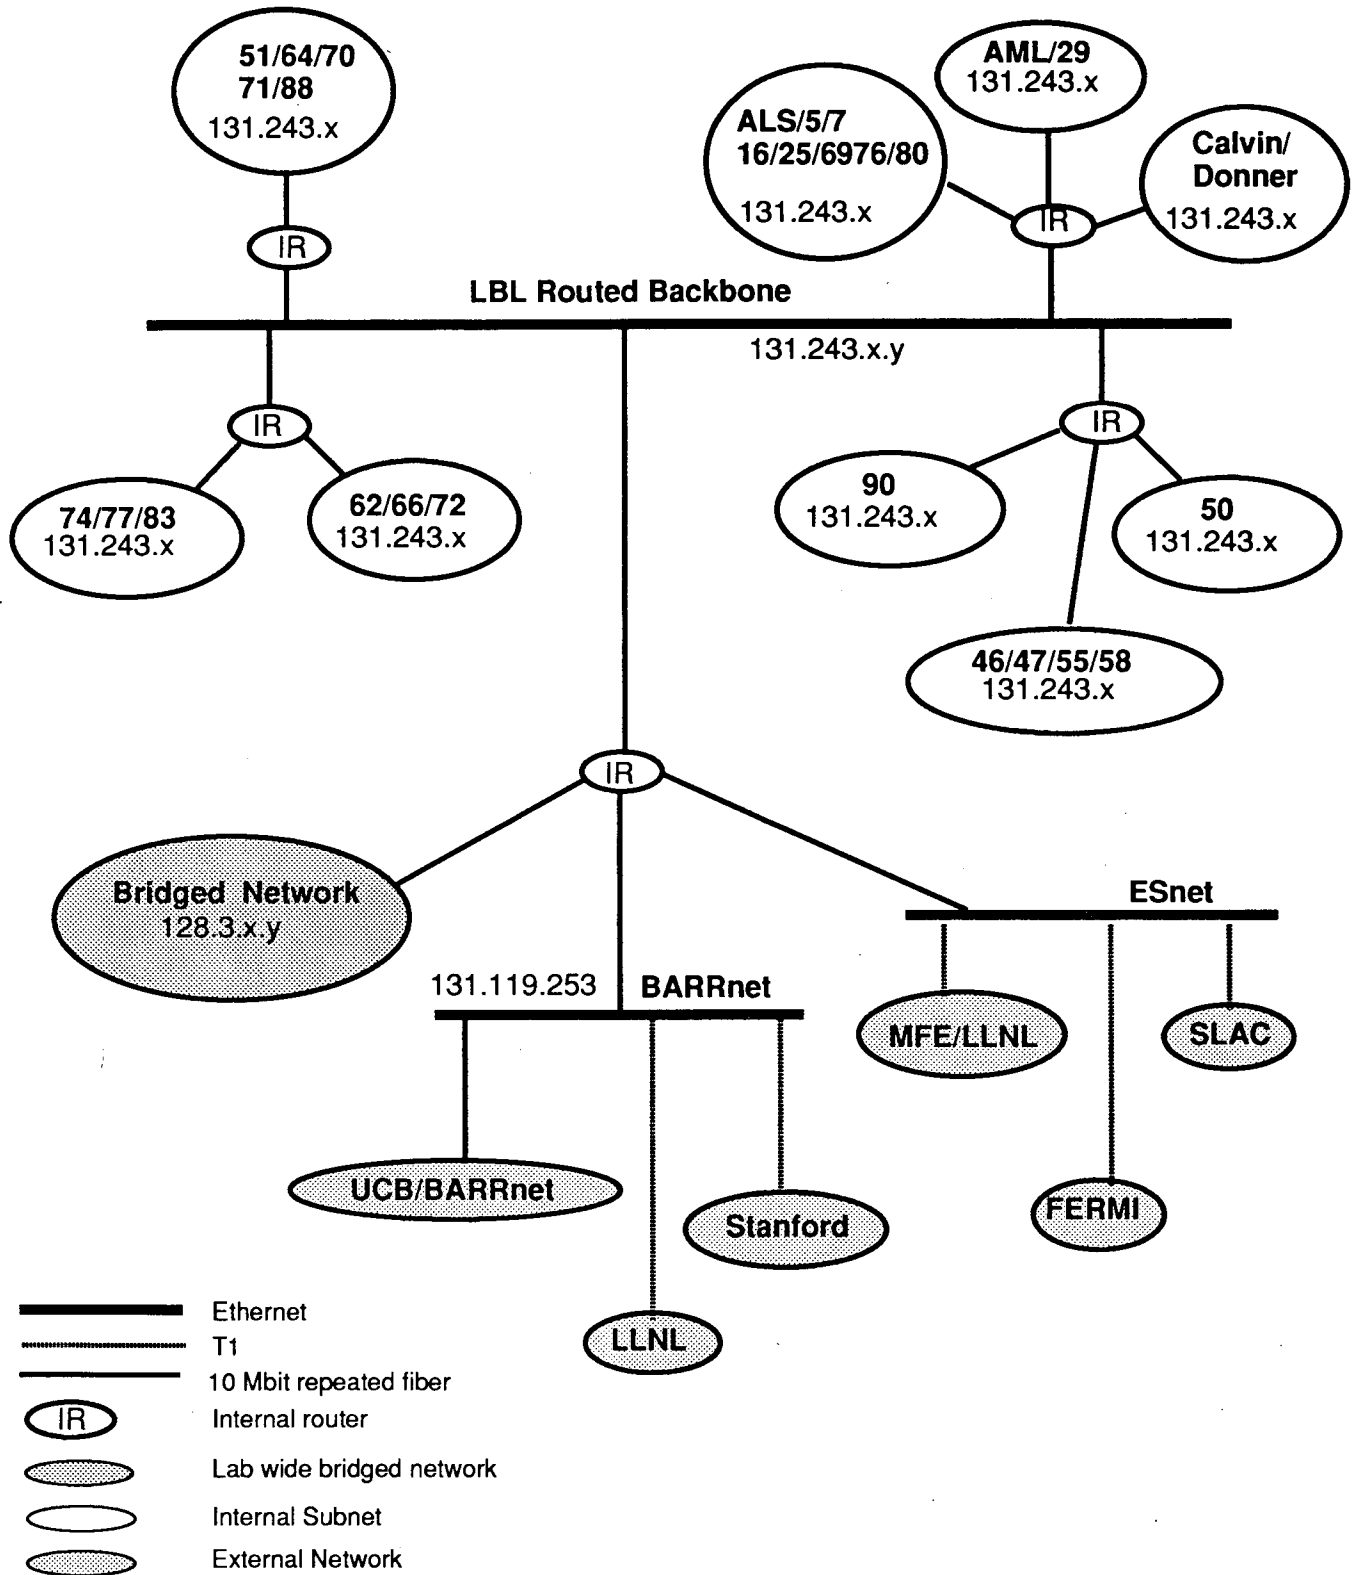 51/64/70
71/88
131.243.x
IR
ALS/5/7
16/25/6976/80
131.243.x
AML/29
131.243.x
Calvin/
Donner
131.243.x
IR
LBL Routed Backbone
131.243.x.y
IR
74/77/83
131.243.x
62/66/72
131.243.x
IR
90
131.243.x
50
131.243.x
46/47/55/58
131.243.x
IR
Bridged Network
128.3.x.y
ESnet
131.119.253
BARRnet
MFE/LLNL
SLAC
UCB/BARRnet
Stanford
FERMI
LLNL
Ethernet
T1
10 Mbit repeated fiber
IR
Internal router
Lab wide bridged network
Internal Subnet
External Network